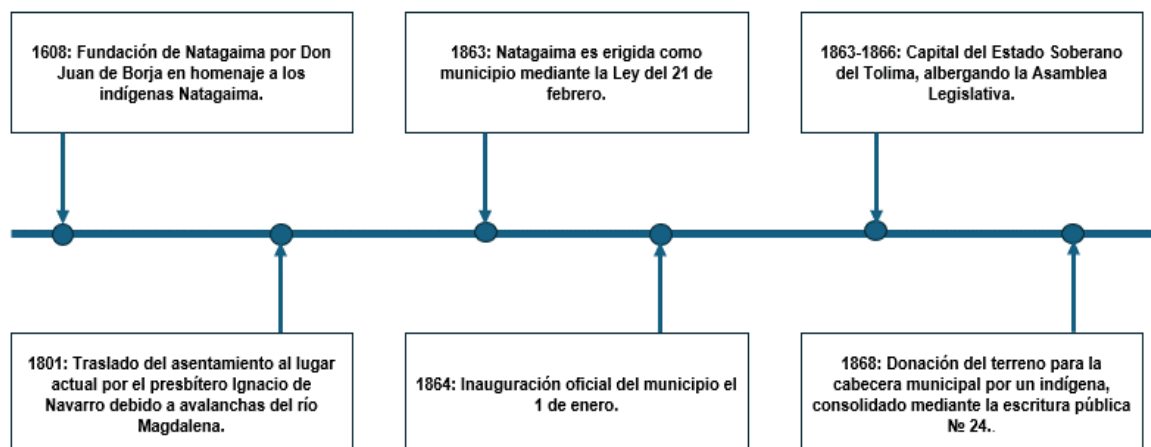 1608: Fundación de Natagaima por Don
Juan de Borja en homenaje a los
indígenas Natagaima.
1863: Natagaima es erigida como
municipio mediante la Ley del 21 de
febrero.
1863-1866: Capital del Estado Soberano
del Tolima, albergando la Asamblea
Legislativa.
1801: Traslado del asentamiento al lugar
actual por el presbítero Ignacio de
Navarro debido a avalanchas del río
Magdalena.
1864: Inauguración oficial del municipio el
1 de enero.
1868: Donación del terreno para la
cabecera municipal por un indígena,
consolidado mediante la escritura pública
№ 24..